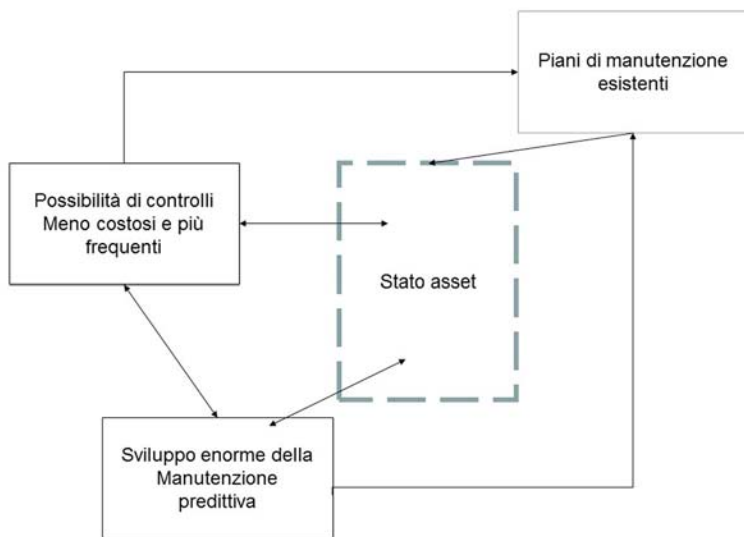 Piani di manutenzione
esistenti
Possibilità di controlli
Meno costosi e più
frequenti
Stato asset
Sviluppo enorme della
Manutenzione
predittiva